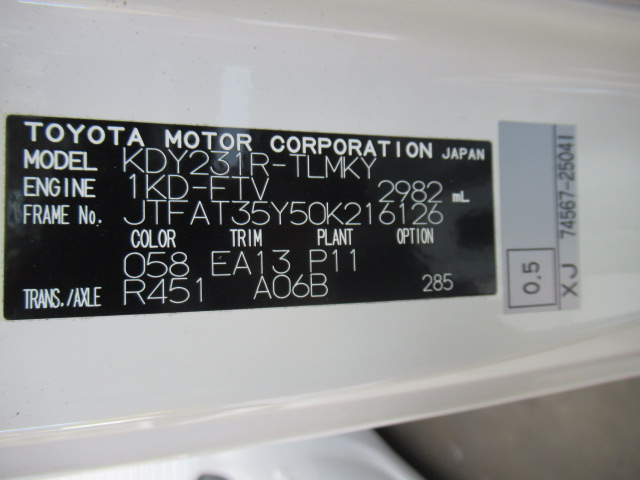 TOYOTA MOTOR CORPORATION JAPAN
MODEL KDY231R-TLMKY
ENGINE 1KD-FTV 2982 mL
FRAME No. JTFAT35Y50K216126
COLOR TRIM PLANT OPTION
058 EA13 P11
TRANS./AXLE R451 A06B 285
0.5
XJ 74567-25041